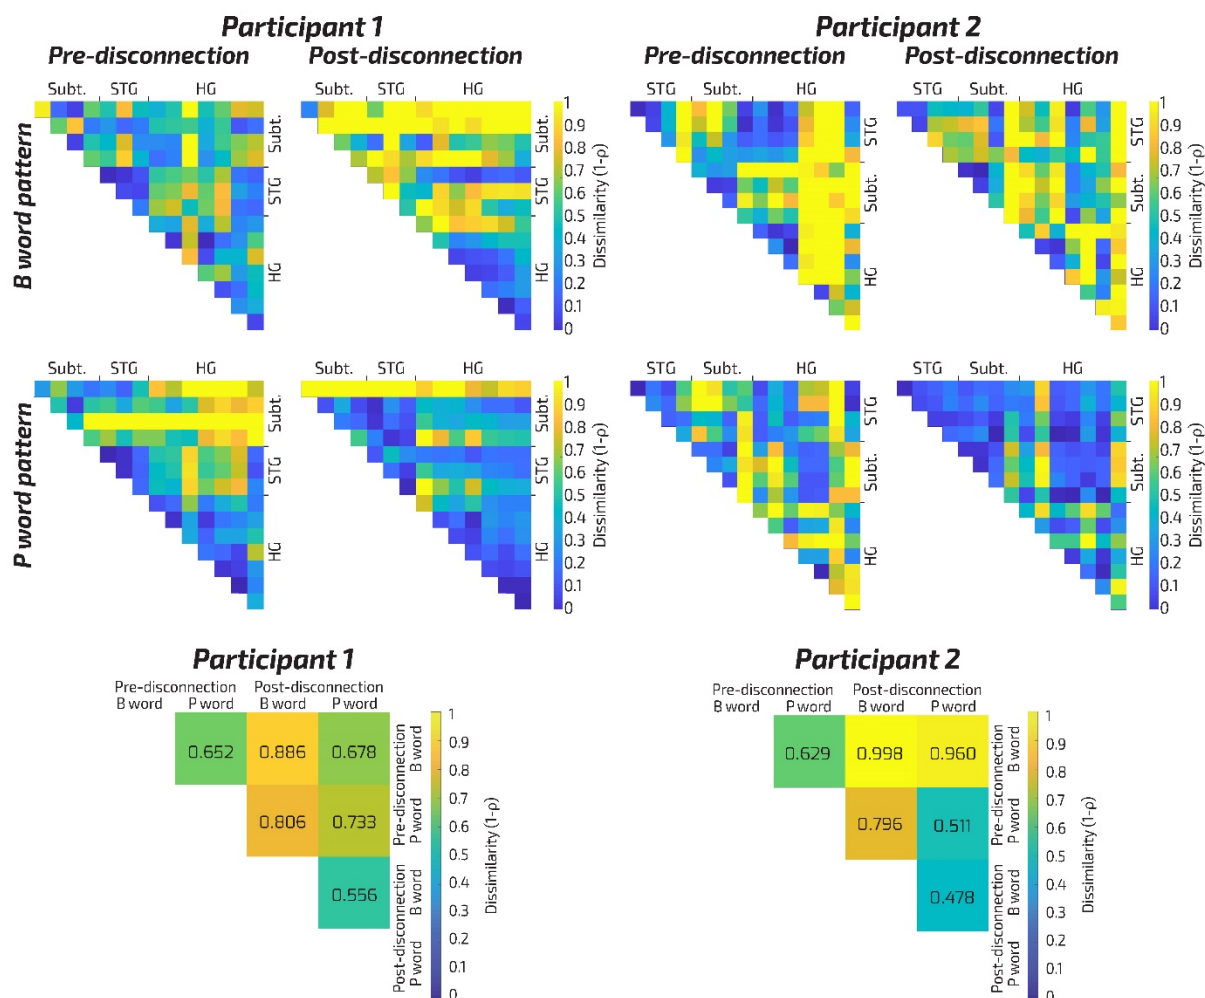 Participant 1
Participant 2
Pre-disconnection Post-disconnection
Pre-disconnection Post-disconnection
B word pattern
Subt. STG HG
Subt. STG HG
Subt. STG HG
1
0.9
0.8
0.7
0.6
0.5
0.4
0.3
0.2
0.1
0
Dissimilarity (1-ρ)
STG Subt. HG
STG Subt. HG
STG Subt. HG
1
0.9
0.8
0.7
0.6
0.5
0.4
0.3
0.2
0.1
0
Dissimilarity (1-ρ)
P word pattern
Subt. STG HG
Subt. STG HG
Subt. STG HG
1
0.9
0.8
0.7
0.6
0.5
0.4
0.3
0.2
0.1
0
Dissimilarity (1-ρ)
STG Subt. HG
STG Subt. HG
STG Subt. HG
1
0.9
0.8
0.7
0.6
0.5
0.4
0.3
0.2
0.1
0
Dissimilarity (1-ρ)
Participant 1
Pre-disconnection Post-disconnection
B word P word B word P word
0.652 0.886 0.678
0.806 0.733
0.556
Pre-disconnection
B word
P word
Post-disconnection
B word
P word
1
0.9
0.8
0.7
0.6
0.5
0.4
0.3
0.2
0.1
0
Dissimilarity (1-ρ)
Participant 2
Pre-disconnection Post-disconnection
B word P word B word P word
0.629 0.998 0.960
0.796 0.511
0.478
Pre-disconnection
B word
P word
Post-disconnection
B word
P word
1
0.9
0.8
0.7
0.6
0.5
0.4
0.3
0.2
0.1
0
Dissimilarity (1-ρ)